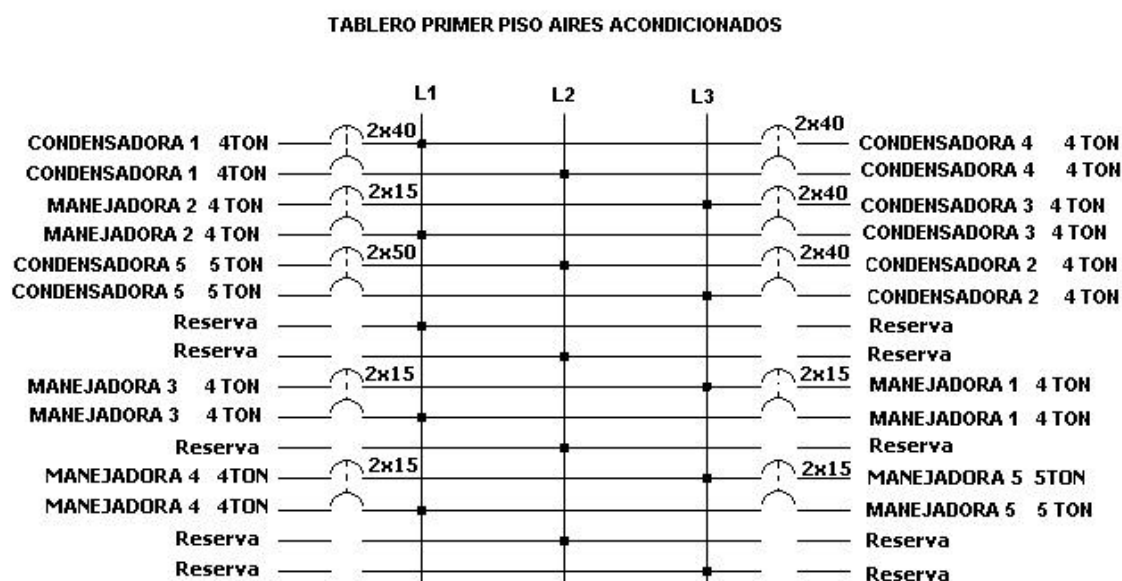 TABLERO PRIMER PISO AIRES ACONDICIONADOS
L1 L2 L3
CONDENSADORA 1 4TON 2x40 2x40 CONDENSADORA 4 4 TON
CONDENSADORA 1 4TON CONDENSADORA 4 4 TON
MANEJADORA 2 4 TON 2x15 2x40 CONDENSADORA 3 4 TON
MANEJADORA 2 4 TON CONDENSADORA 3 4 TON
CONDENSADORA 5 5 TON 2x50 2x40 CONDENSADORA 2 4 TON
CONDENSADORA 5 5 TON CONDENSADORA 2 4 TON
Reserva Reserva
Reserva Reserva
MANEJADORA 3 4 TON 2x15 2x15 MANEJADORA 1 4 TON
MANEJADORA 3 4 TON MANEJADORA 1 4 TON
Reserva Reserva
MANEJADORA 4 4TON 2x15 2x15 MANEJADORA 5 5TON
MANEJADORA 4 4TON MANEJADORA 5 5 TON
Reserva Reserva
Reserva Reserva